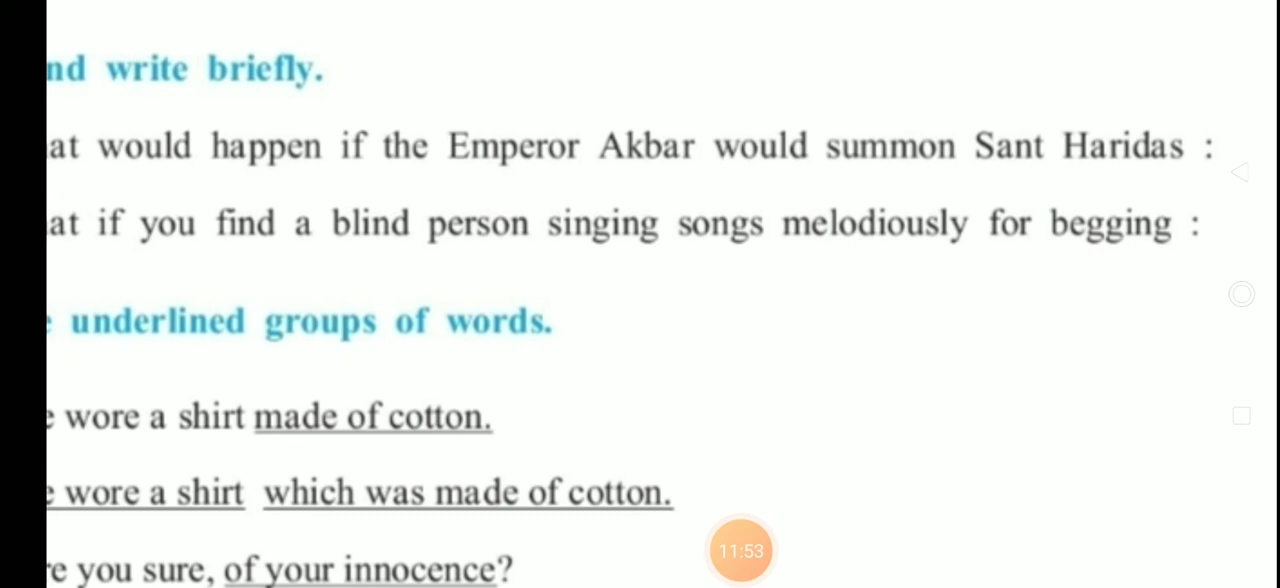 nd write briefly.
at would happen if the Emperor Akbar would summon Sant Haridas :
at if you find a blind person singing songs melodiously for begging :
e underlined groups of words.
e wore a shirt made of cotton.
e wore a shirt which was made of cotton.
re you sure, of your innocence?
11:53